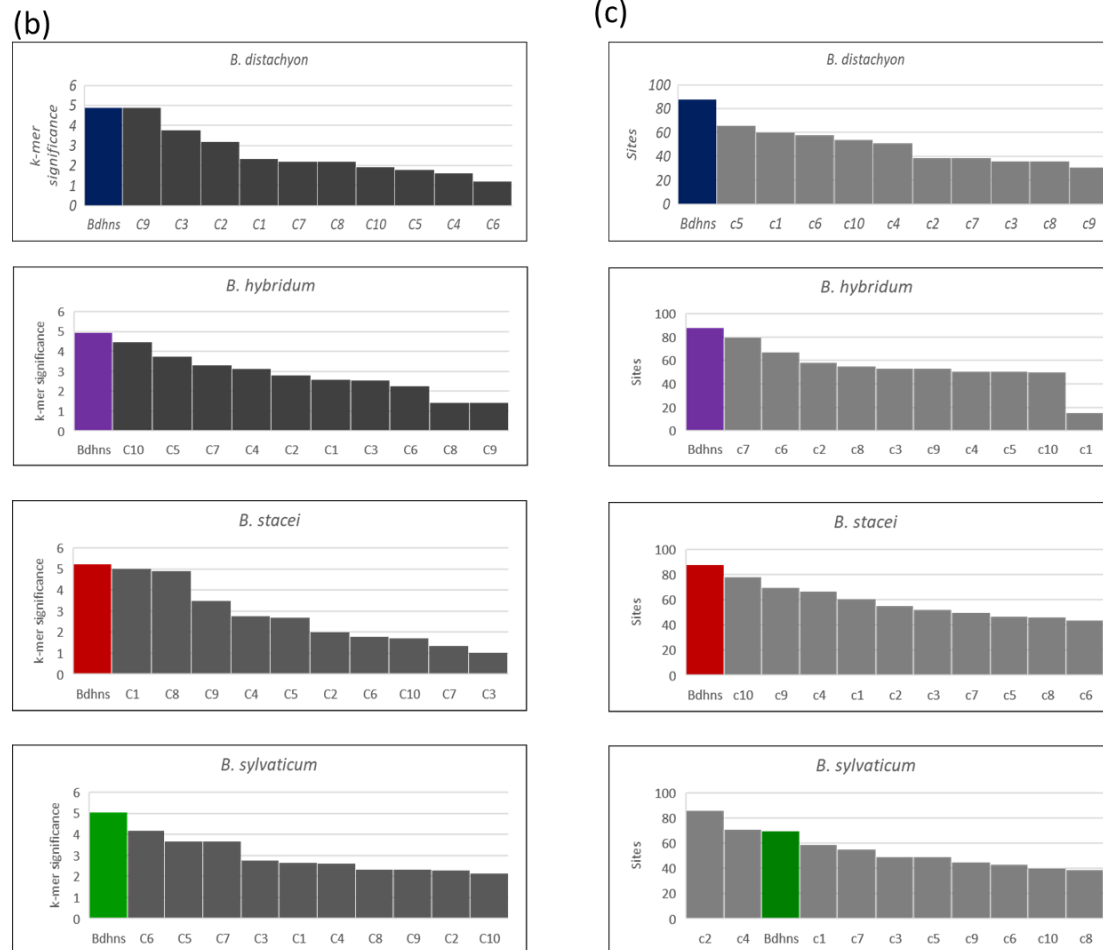 (b)
B. distachyon
k-mer
significance
6
5
4
3
2
1
0
Bdhns C9 C3 C2 C1 C7 C8 C10 C5 C4 C6
B. hybridum
k-mer significance
6
5
4
3
2
1
0
Bdhns C10 C5 C7 C4 C2 C1 C3 C6 C8 C9
B. stacei
k-mer significance
6
5
4
3
2
1
0
Bdhns C1 C8 C9 C4 C5 C2 C6 C10 C7 C3
B. sylvaticum
k-mer significance
6
5
4
3
2
1
0
Bdhns C6 C5 C7 C3 C1 C4 C8 C9 C2 C10
(c)
B. distachyon
Sites
100
80
60
40
20
0
Bdhns c5 c1 c6 c10 c4 c2 c7 c3 c8 c9
B. hybridum
Sites
100
80
60
40
20
0
Bdhns c7 c6 c2 c8 c3 c9 c4 c5 c10 c1
B. stacei
Sites
100
80
60
40
20
0
Bdhns c10 c9 c4 c1 c2 c3 c7 c5 c8 c6
B. sylvaticum
Sites
100
80
60
40
20
0
c2 c4 Bdhns c1 c7 c3 c5 c9 c6 c10 c8